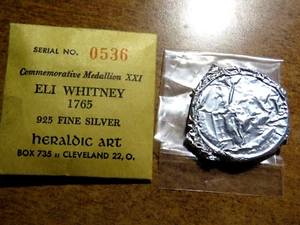 SERIAL NO. 0536
Commemorative Medallion XXI
ELI WHITNEY
1765
925 FINE SILVER
heraldic art
BOX 735 :: CLEVELAND 22, O.